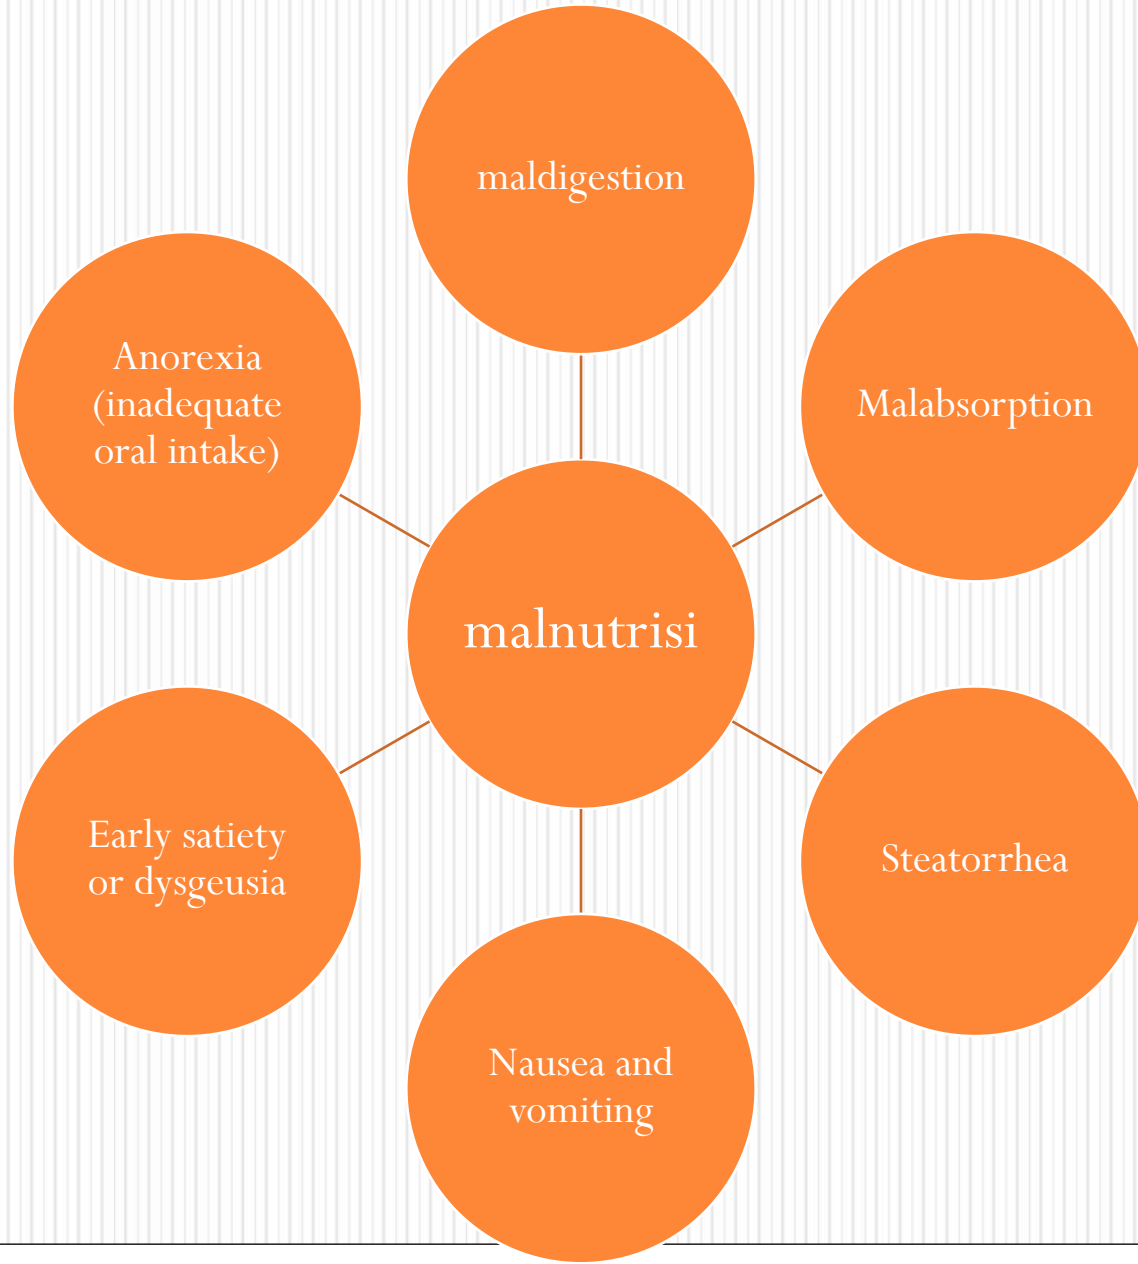 maldigestion
Anorexia
(inadequate
oral intake)
Malabsorption
malnutrisi
Early satiety
or dysgeusia
Steatorrhea
Nausea and
vomiting